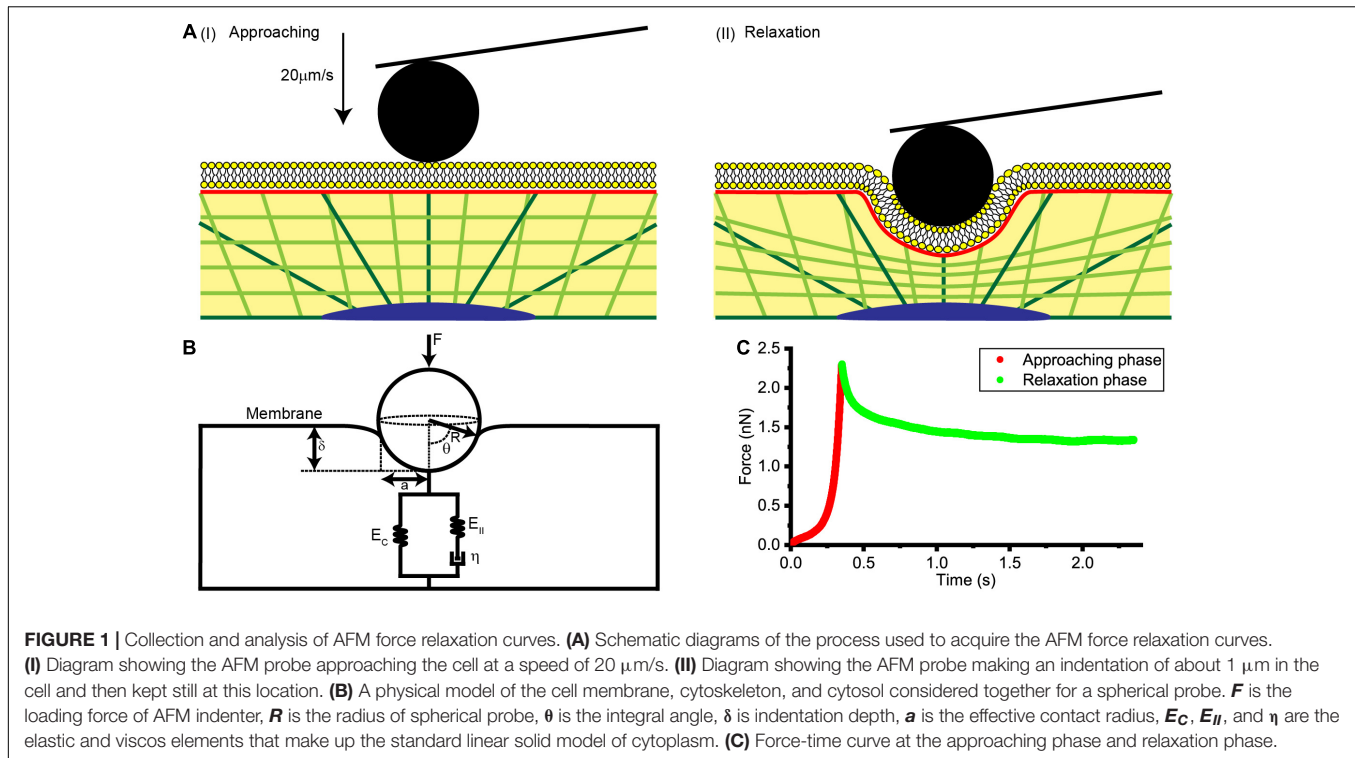 A (I) Approaching
20μm/s
(II) Relaxation
B
F
Membrane
δ
R
θ
a
E_C
E_II
η
C
Approaching phase
Relaxation phase
Force (nN)
2.5
2.0
1.5
1.0
0.5
0.0
0.0 0.5 1.0 1.5 2.0
Time (s)
FIGURE 1 | Collection and analysis of AFM force relaxation curves. (A) Schematic diagrams of the process used to acquire the AFM force relaxation curves.
(I) Diagram showing the AFM probe approaching the cell at a speed of 20 μm/s. (II) Diagram showing the AFM probe making an indentation of about 1 μm in the
cell and then kept still at this location. (B) A physical model of the cell membrane, cytoskeleton, and cytosol considered together for a spherical probe. F is the
loading force of AFM indenter, R is the radius of spherical probe, θ is the integral angle, δ is indentation depth, a is the effective contact radius, E_C, E_II, and η are the
elastic and viscos elements that make up the standard linear solid model of cytoplasm. (C) Force-time curve at the approaching phase and relaxation phase.